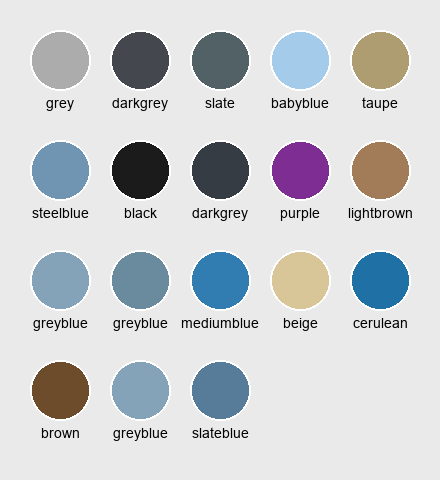 grey darkgrey slate babyblue taupe
steelblue black darkgrey purple lightbrown
greyblue greyblue mediumblue beige cerulean
brown greyblue slateblue